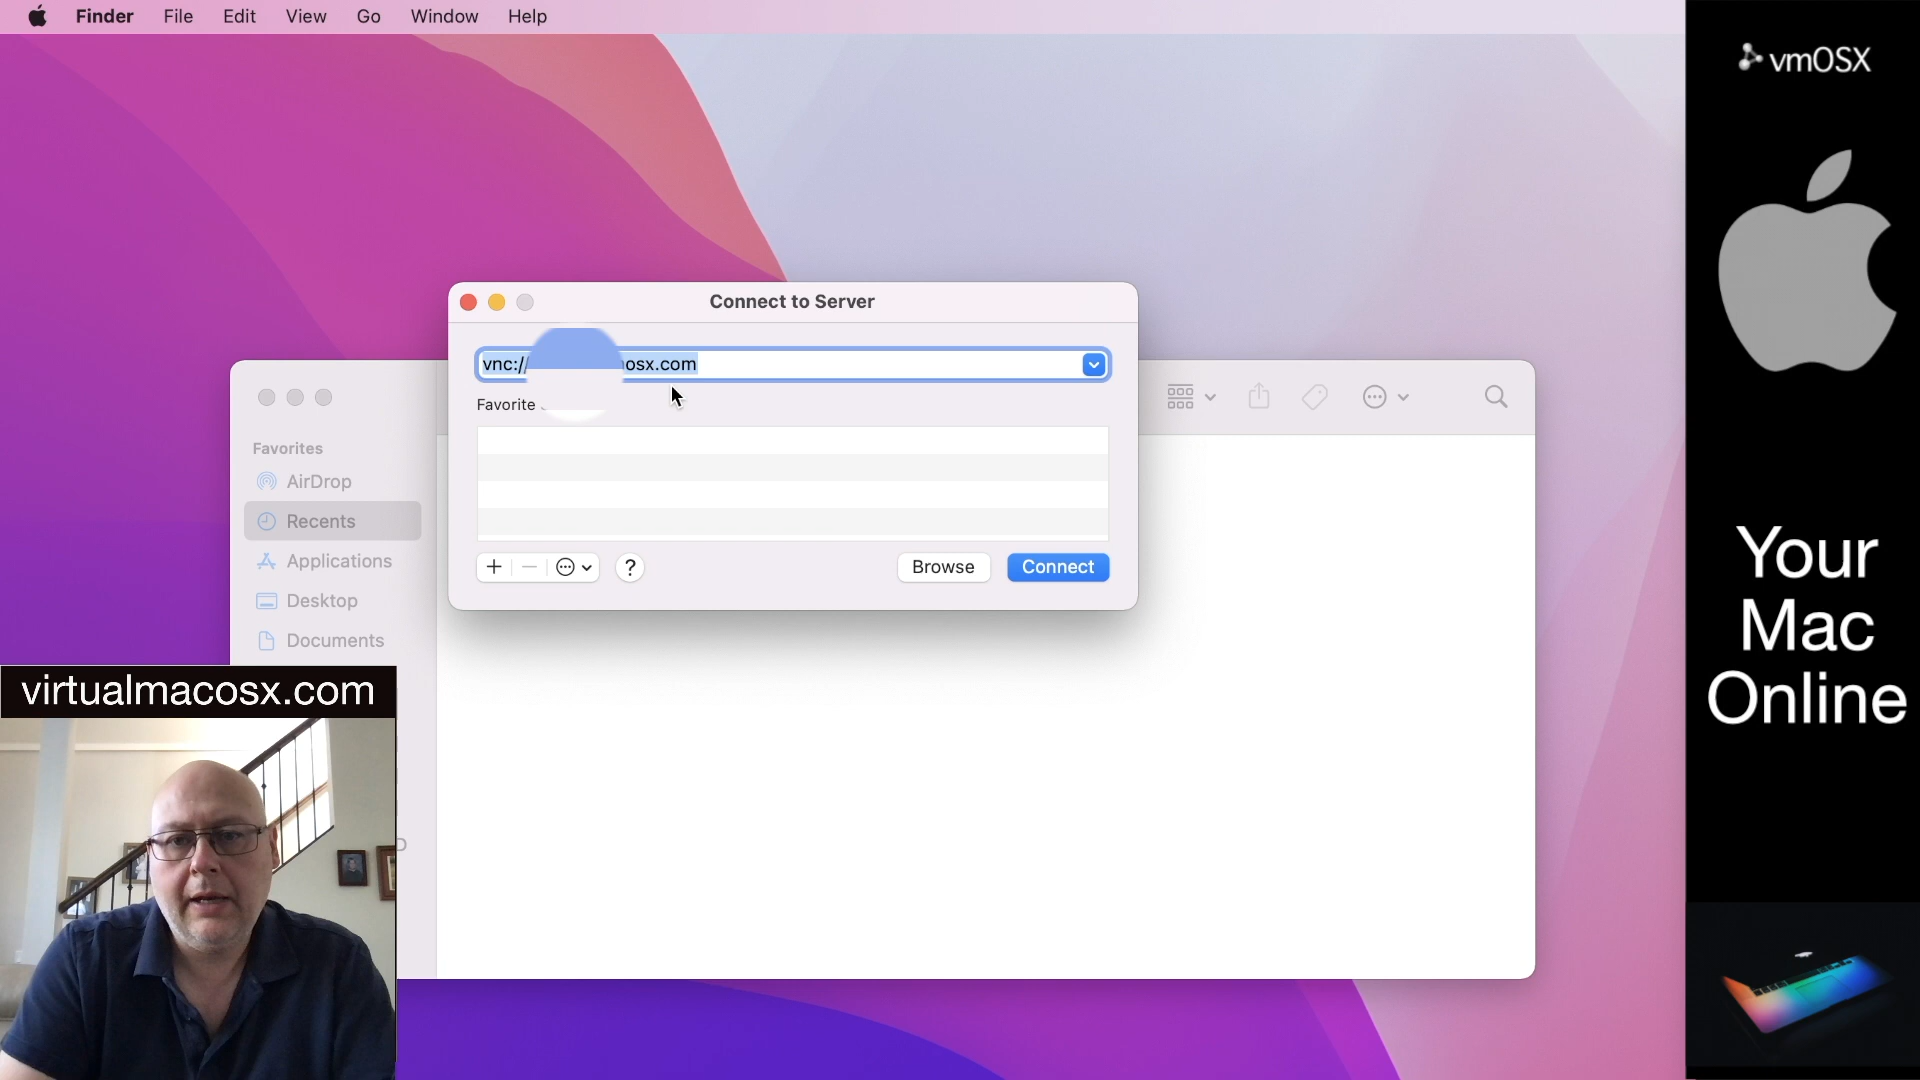 Finder File Edit View Go Window Help
vmOSX
Connect to Server
vnc:// osx.com
Favorite
Favorites
AirDrop
Recents
Applications
Desktop
Documents
?
Browse
Connect
virtualmacosx.com
Your
Mac
Online